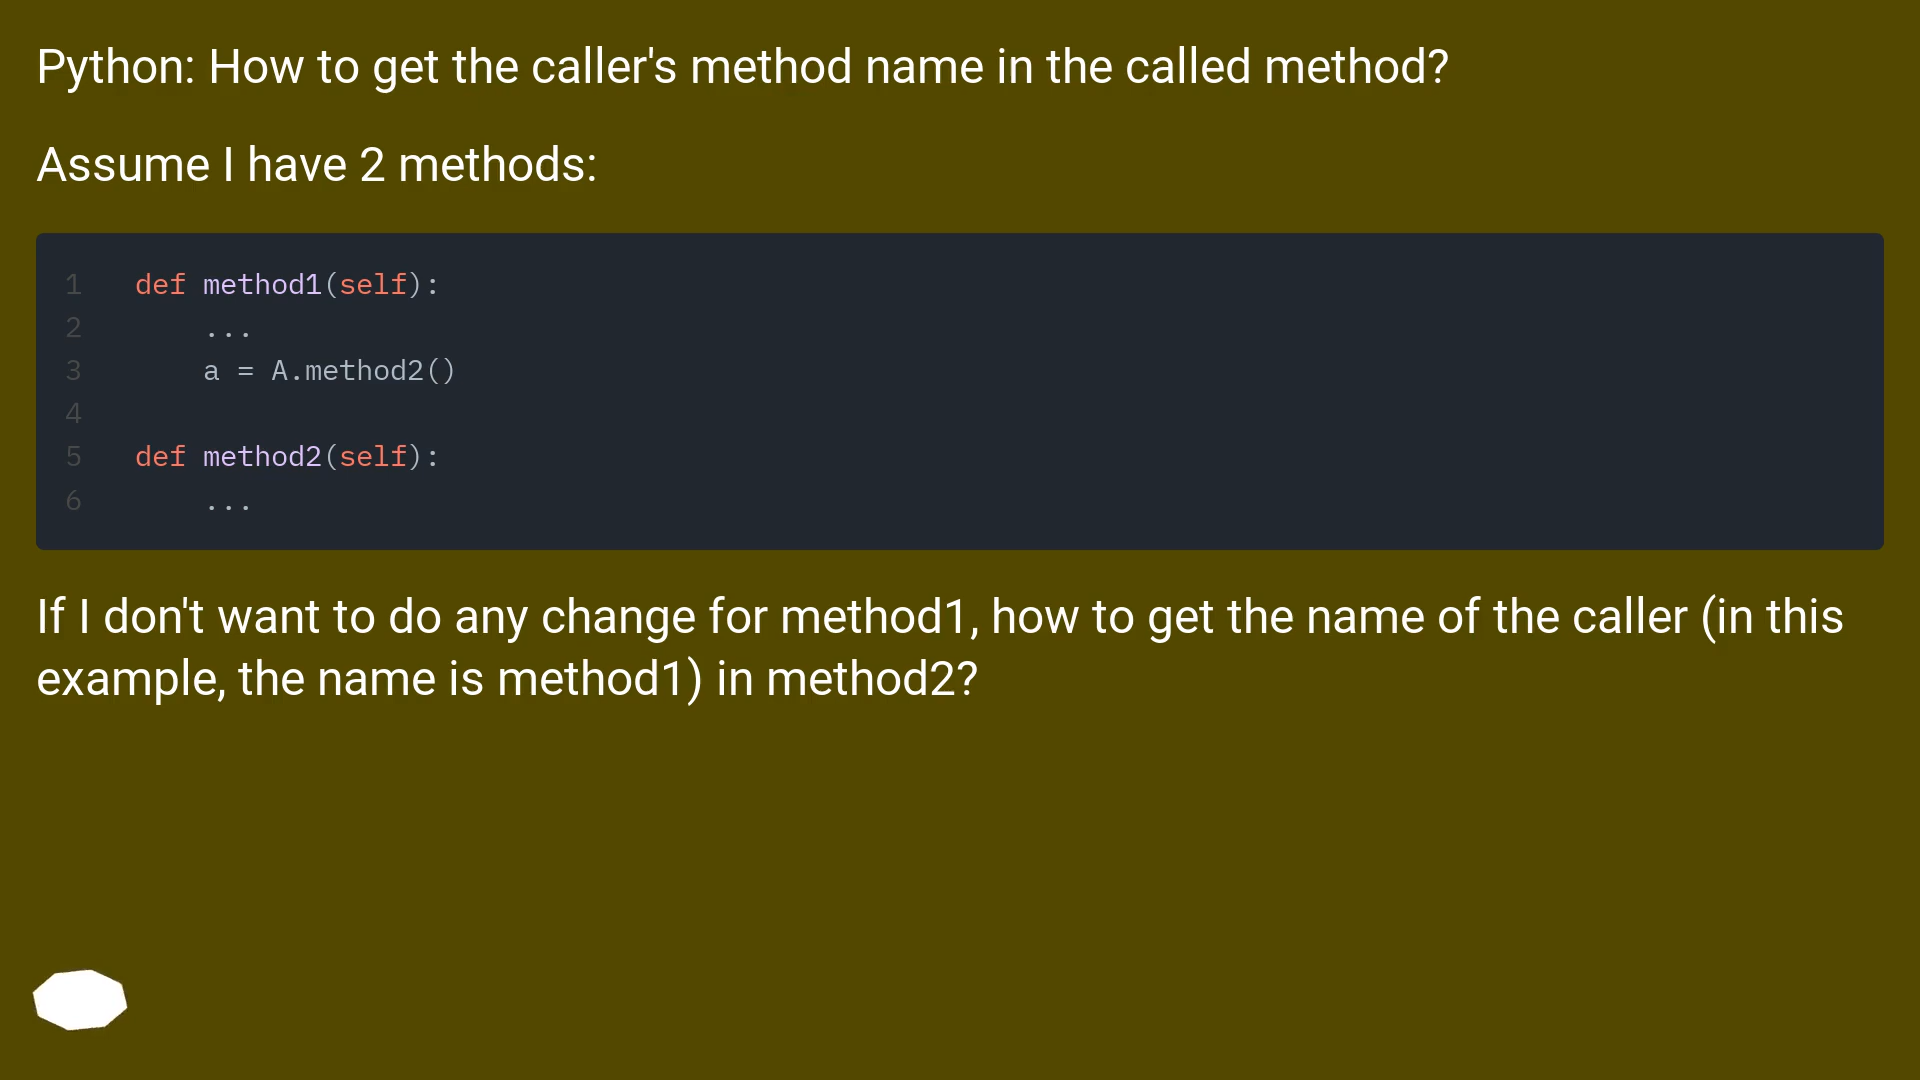 Python: How to get the caller's method name in the called method?
Assume I have 2 methods:
1 def method1(self):
2 ...
3 a = A.method2()
4
5 def method2(self):
6 ...
If I don't want to do any change for method1, how to get the name of the caller (in this
example, the name is method1) in method2?